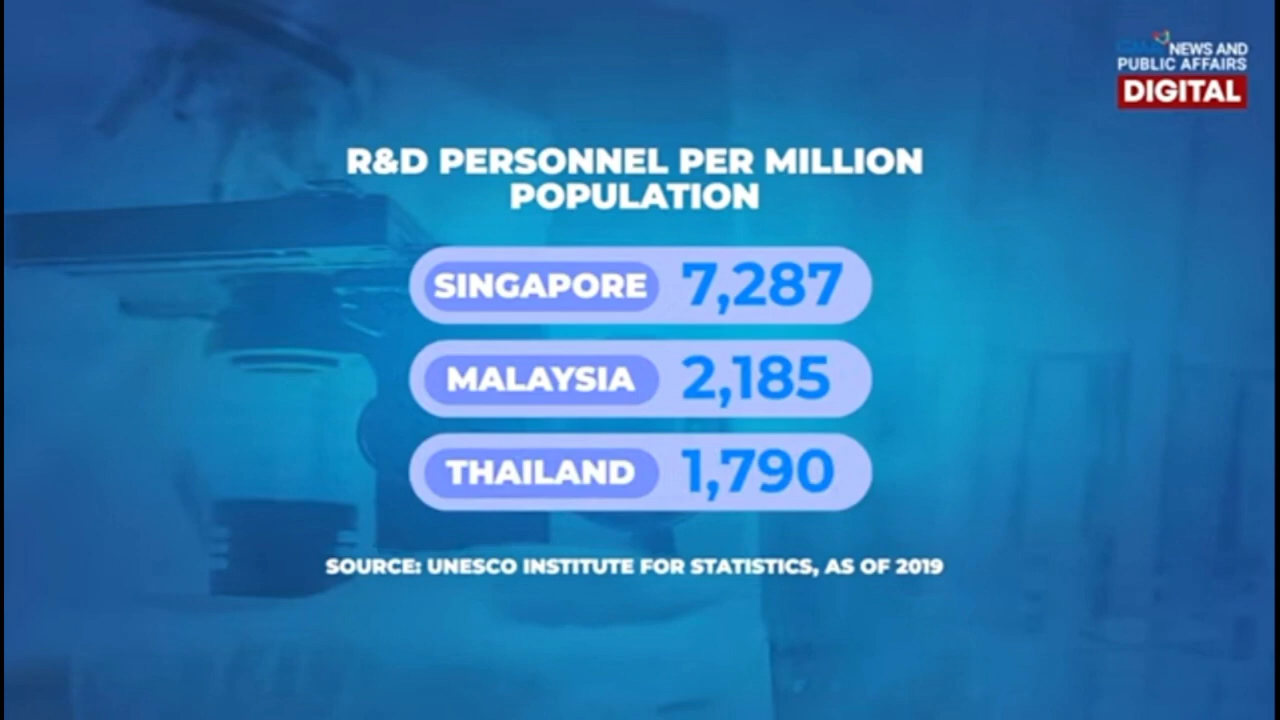 NEWS AND
PUBLIC AFFAIRS
DIGITAL
R&D PERSONNEL PER MILLION
POPULATION
SINGAPORE 7,287
MALAYSIA 2,185
THAILAND 1,790
SOURCE: UNESCO INSTITUTE FOR STATISTICS, AS OF 2019